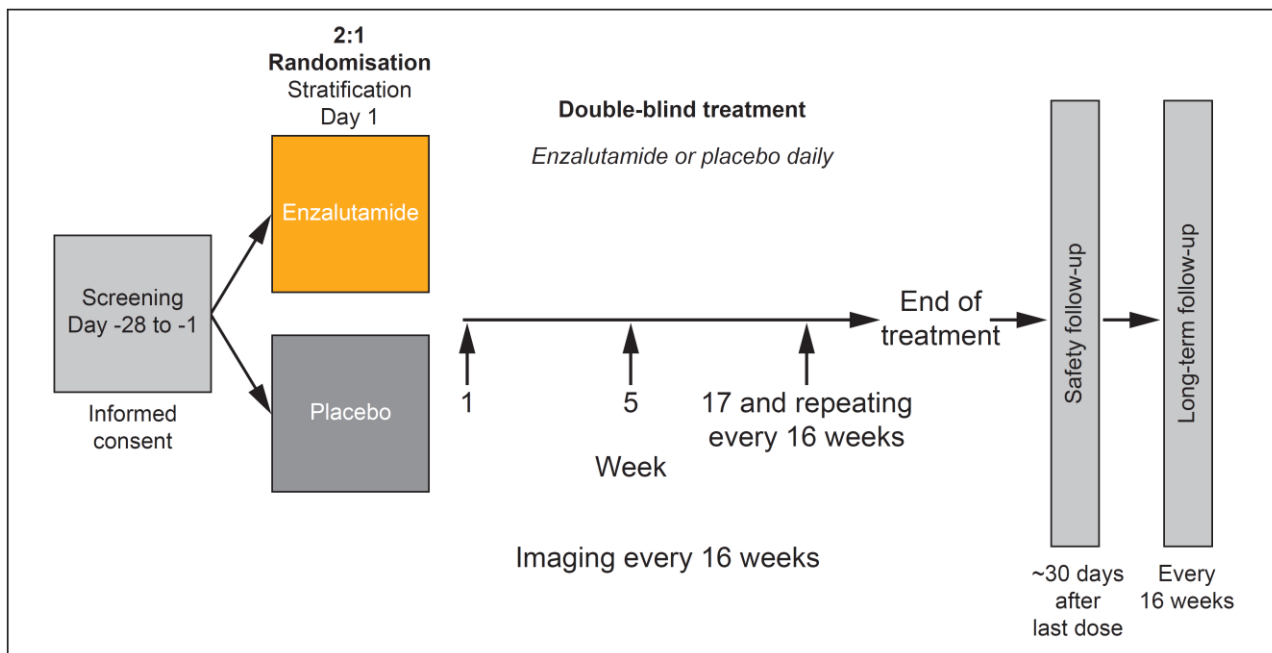 2:1
Randomisation
Stratification
Day 1
Double-blind treatment
Enzalutamide or placebo daily
Enzalutamide
Screening
Day -28 to -1
Informed
consent
Placebo
1
5
17 and repeating
every 16 weeks
Week
Imaging every 16 weeks
End of
treatment
Safety follow-up
Long-term follow-up
~30 days
after
last dose
Every
16 weeks